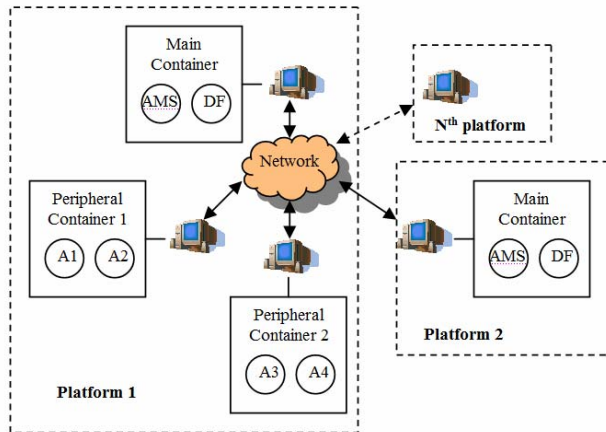 Main
Container
AMS DF
Network
Nth platform
Peripheral
Container 1
A1 A2
Main
Container
AMS DF
Peripheral
Container 2
A3 A4
Platform 2
Platform 1